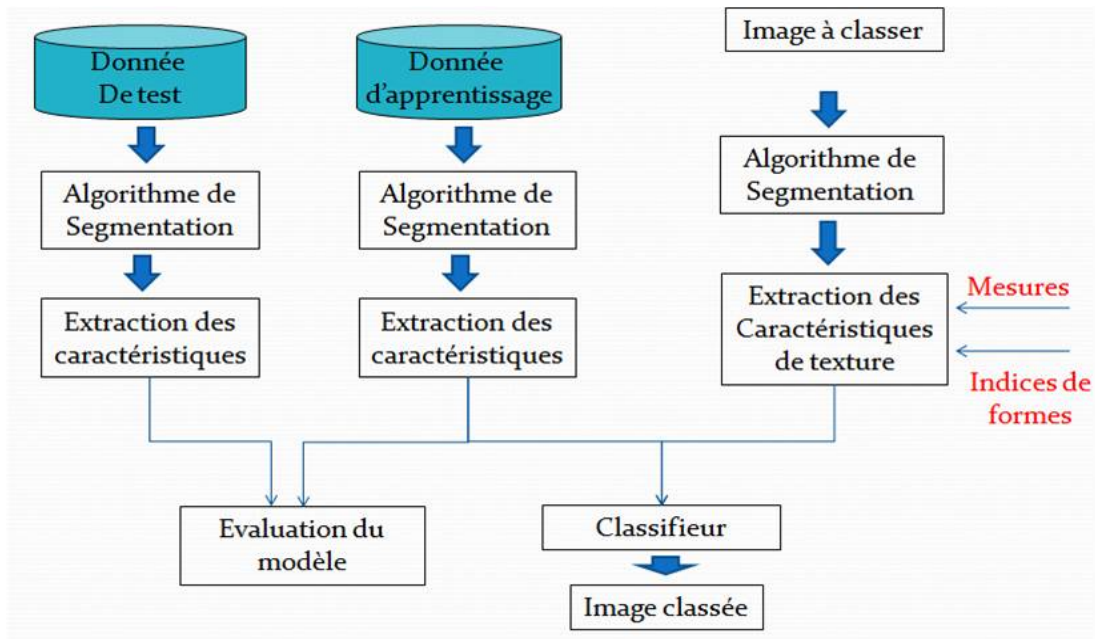 Donnée
De test
Donnée
d'apprentissage
Image à classer
Algorithme de
Segmentation
Algorithme de
Segmentation
Algorithme de
Segmentation
Extraction des
caractéristiques
Extraction des
caractéristiques
Extraction des
Caractéristiques
de texture
Mesures
Indices de
formes
Evaluation du
modèle
Classifieur
Image classée